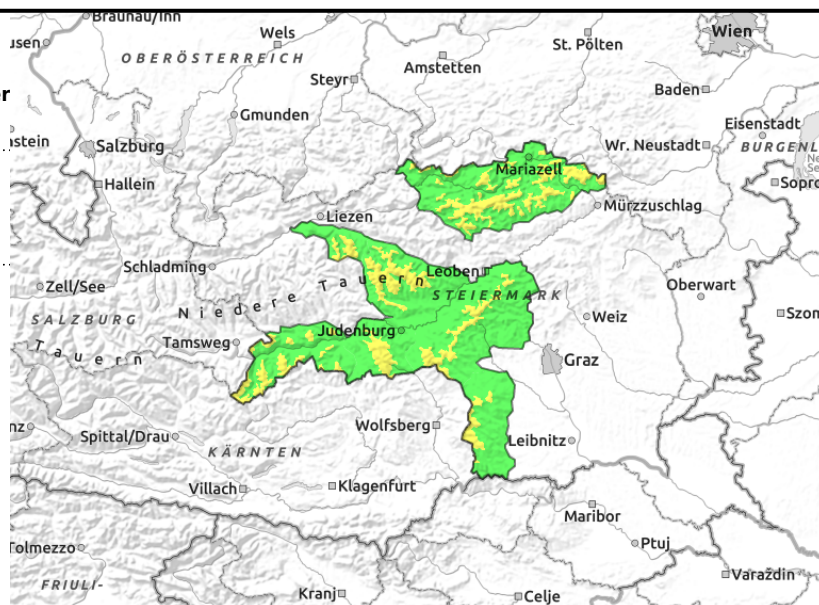 Braunau/Inn
Wels
Wien
St. Pölten
OBERÖSTERREICH
Amstetten
Steyr
Baden
Gmunden
Eisenstadt
Salzburg
Wr. Neustadt
BURGENL
Mariazell
Hallein
Sopro
Mürzzuschlag
Liezen
Schladming
Leoben
Zell/See
Niedere Tauern
STEIERMARK
Oberwart
SALZBURG
Judenburg
Weiz
Szom
Tamsweg
Tauern
Graz
Wolfsberg
Spittal/Drau
Leibnitz
KÄRNTEN
Villach
Klagenfurt
Maribor
Tolmezzo
Ptuj
FRIULI-
Varaždin
Kranj
Celje